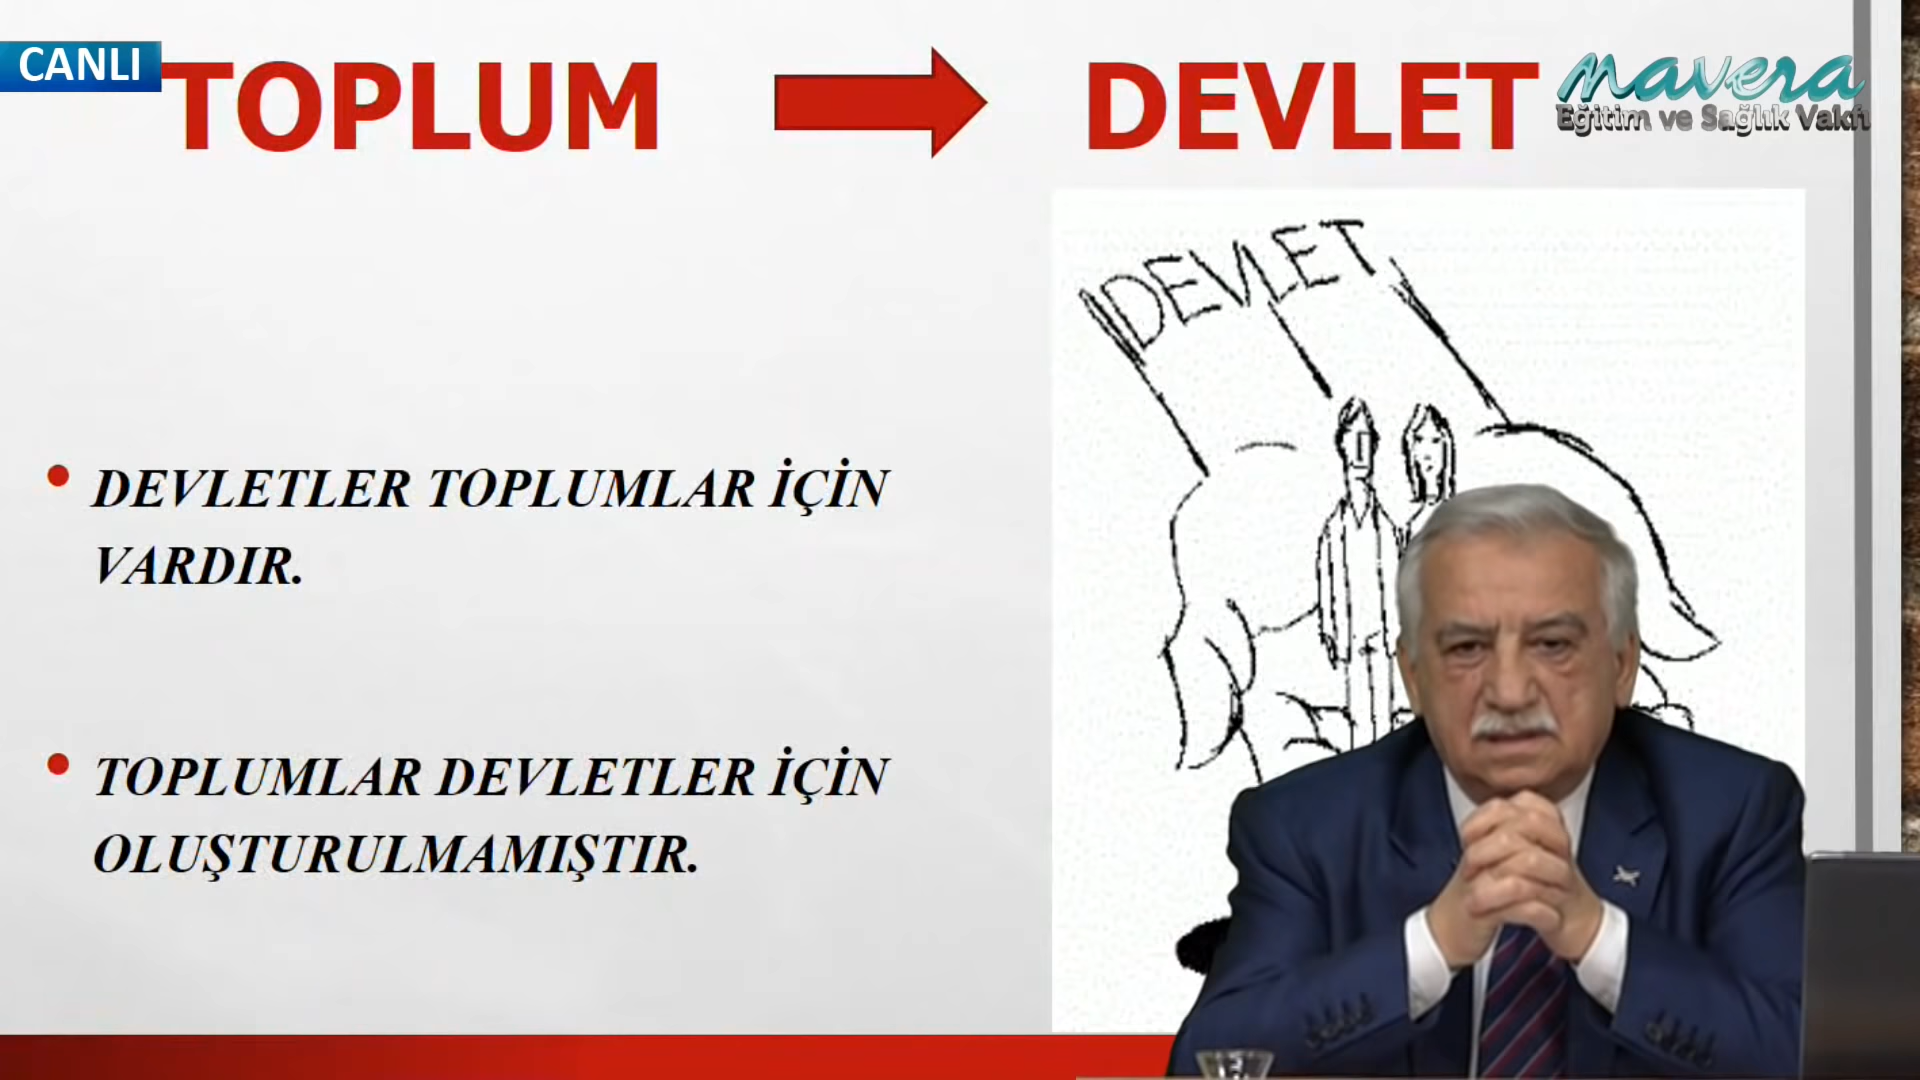 CANLI
TOPLUM
DEVLET
mavera
Eğitim ve Sağlık Vakfı
DEVLET
DEVLETLER TOPLUMLAR İÇİN
VARDIR.
TOPLUMLAR DEVLETLER İÇİN
OLUŞTURULMAMIŞTIR.